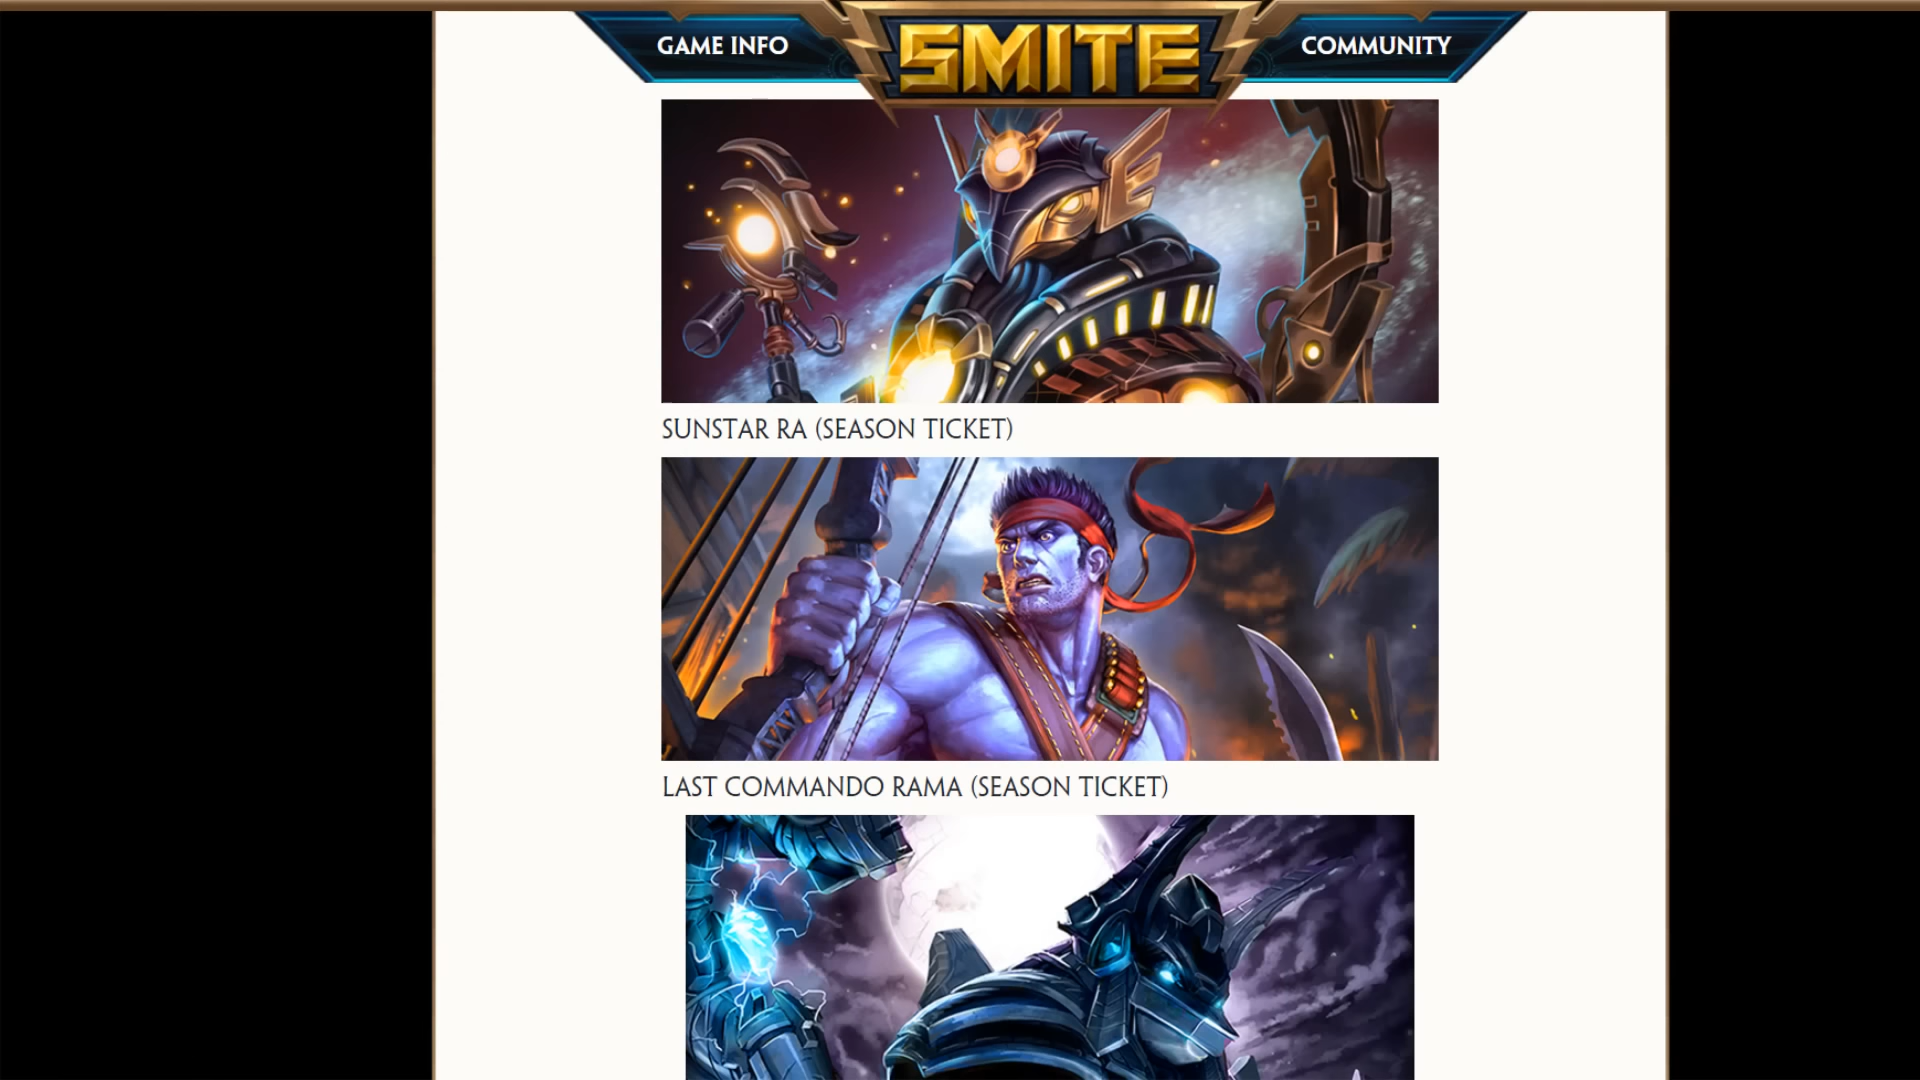 GAME INFO
SMITE
COMMUNITY
SUNSTAR RA (SEASON TICKET)
LAST COMMANDO RAMA (SEASON TICKET)